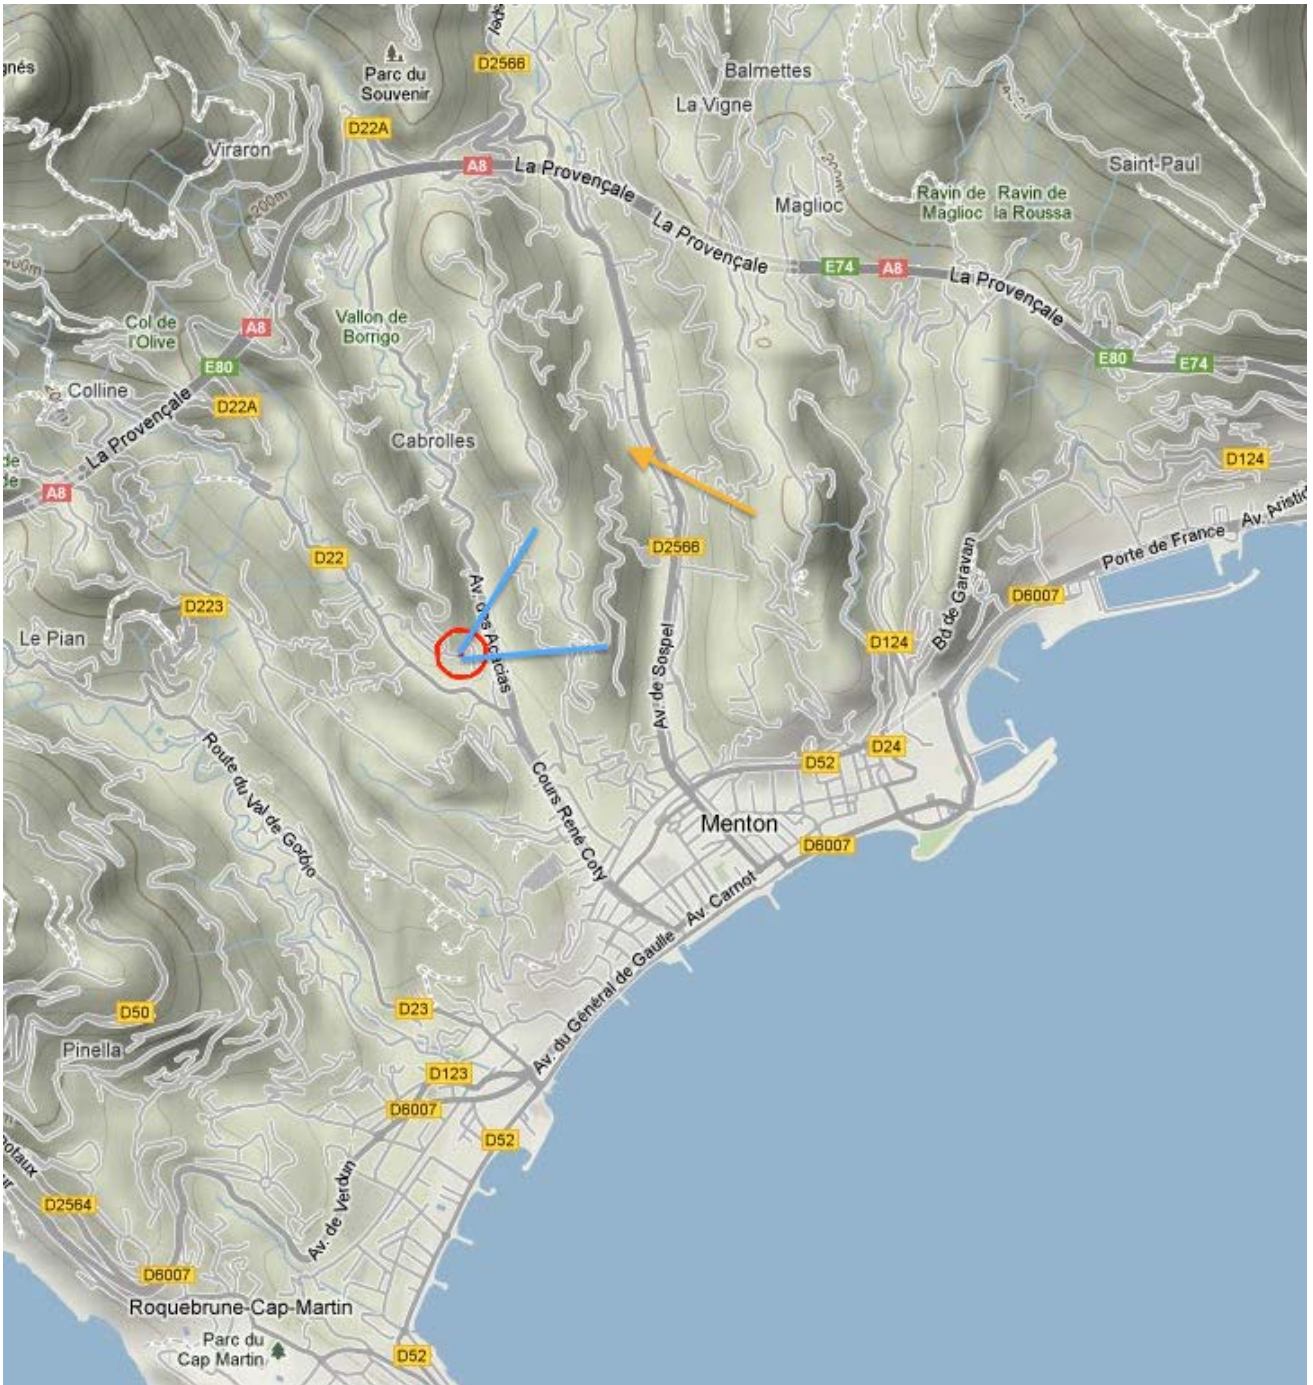 D2566
Parc du
Souvenir
Balmettes
La Vigne
D22A
Viraron
A8
La Provençale
La Provençale
Saint-Paul
200m
200m
Maglioc
Ravin de
Maglioc
Ravin de
la Roussa
E74
A8
La Provençale
Vallon de
Borrigo
Col de
l'Olive
A8
E80
E80
E74
Colline
D22A
La Provençale
Cabrolles
D124
A8
Av. Aristid
Porte de France
D2566
D22
Bd de Garavan
D6007
D223
Av. des Acacias
Le Pian
D124
Av. de Sospel
Route du Val de Gorbio
D24
D52
Cours René Coty
Menton
D6007
Av. Carnot
Av. du Général de Gaulle
D23
D50
Pinella
D123
D6007
D52
Av. de Verdun
D2564
D6007
Roquebrune-Cap-Martin
Parc du
Cap Martin
D52